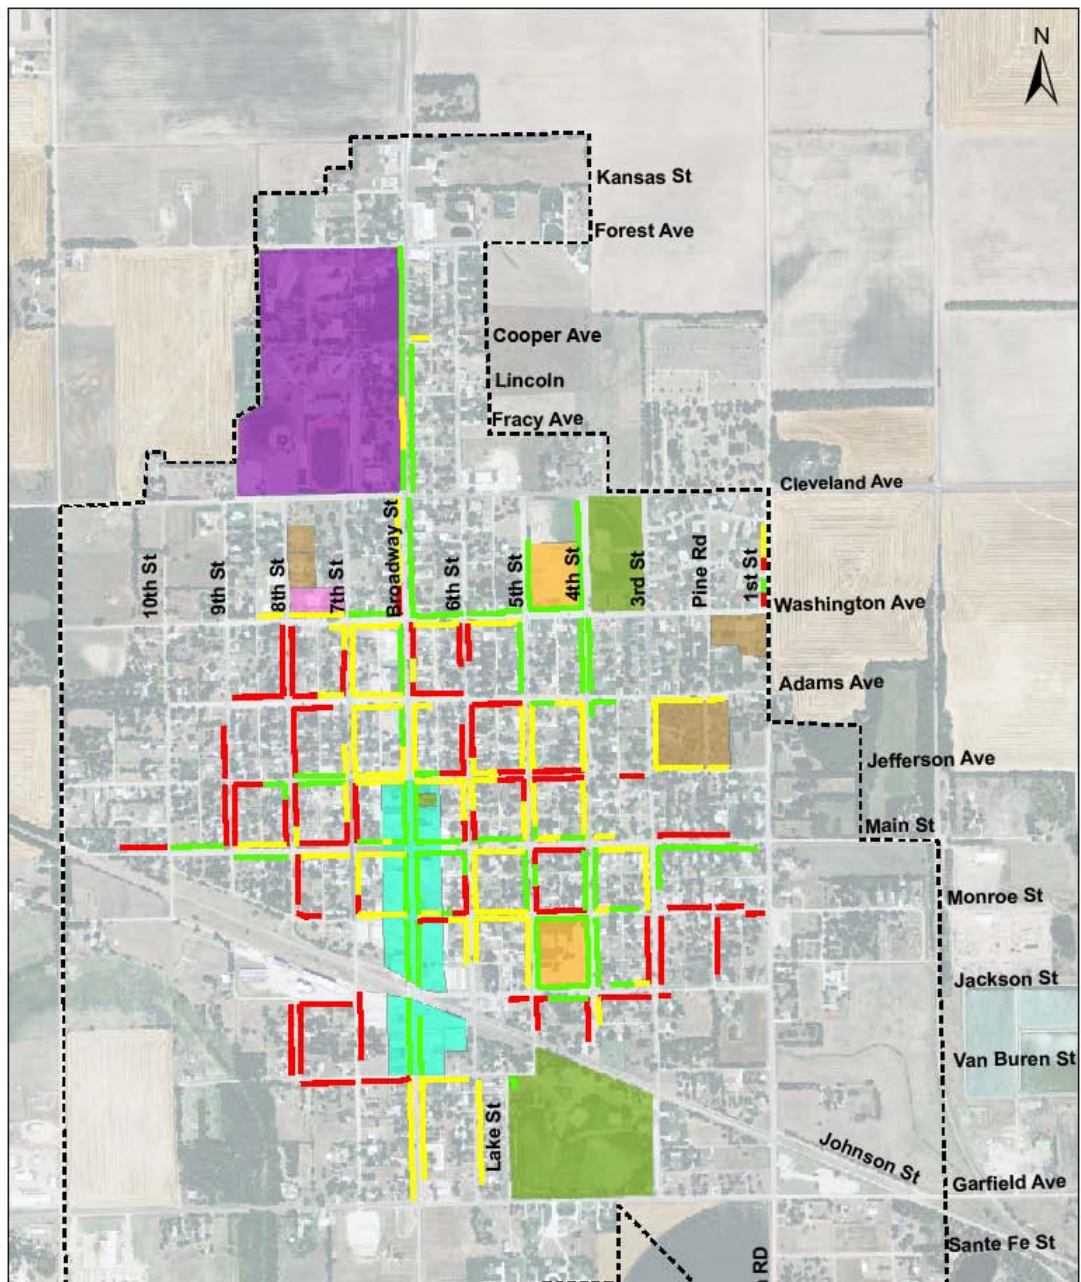 N
Kansas St
Forest Ave
Cooper Ave
Lincoln
Fracy Ave
Cleveland Ave
10th St
9th St
8th St
7th St
Broadway St
6th St
5th St
4th St
3rd St
Pine Rd
1st St
Washington Ave
Adams Ave
Jefferson Ave
Main St
Monroe St
Jackson St
Van Buren St
Lake St
Johnson St
Garfield Ave
Sante Fe St
RD